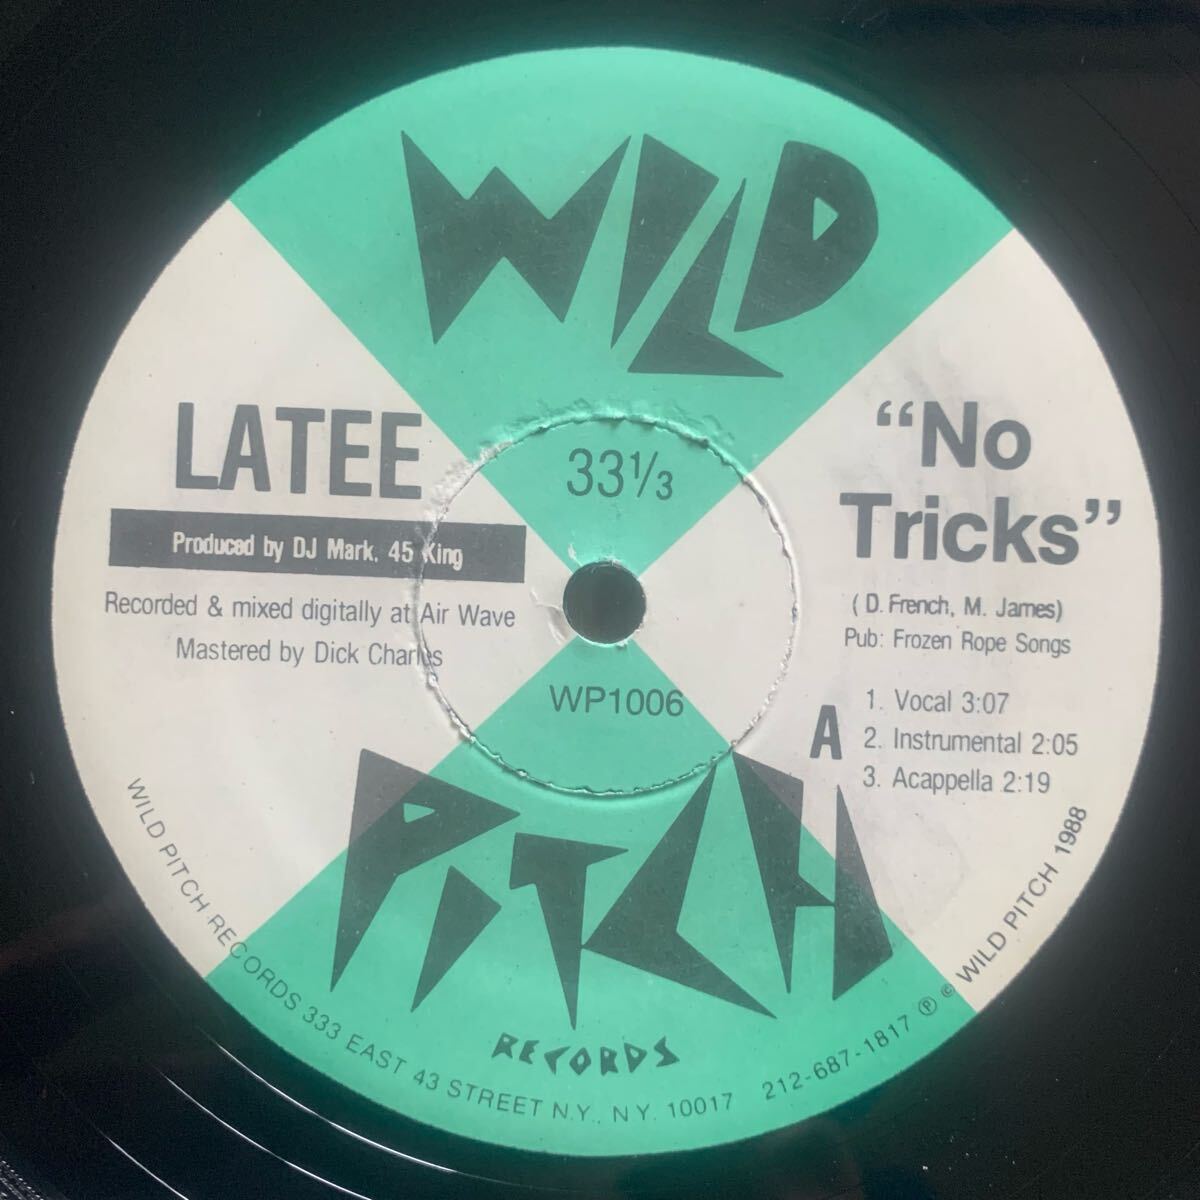 WILD
LATEE
Produced by DJ Mark, 45 King
Recorded & mixed digitally at Air Wave
Mastered by Dick Charles
33 1/3
WP1006
“No
Tricks”
( D. French, M. James)
Pub: Frozen Rope Songs
A
1. Vocal 3:07
2. Instrumental 2:05
3. Acappella 2:19
PITCH
RECORDS
WILD PITCH RECORDS 333 EAST 43 STREET N.Y., N.Y. 10017 212-687-1817 ℗ © WILD PITCH 1988